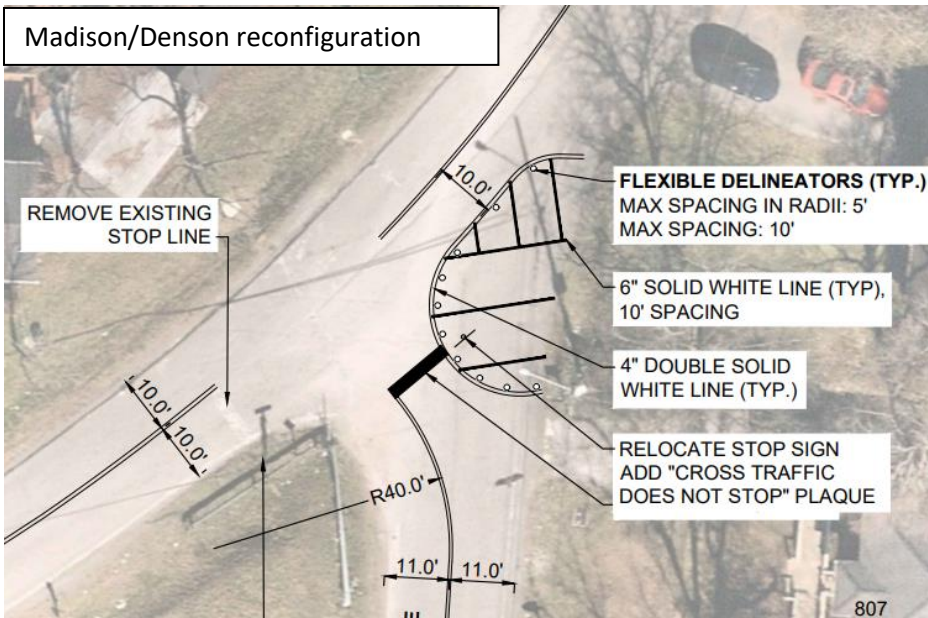 Madison/Denson reconfiguration
REMOVE EXISTING
STOP LINE
10.0'
FLEXIBLE DELINEATORS (TYP.)
MAX SPACING IN RADII: 5'
MAX SPACING: 10'
6" SOLID WHITE LINE (TYP),
10' SPACING
4" DOUBLE SOLID
WHITE LINE (TYP.)
10.0'
10.0'
RELOCATE STOP SIGN
ADD "CROSS TRAFFIC
DOES NOT STOP" PLAQUE
R40.0'
11.0'
11.0'
807